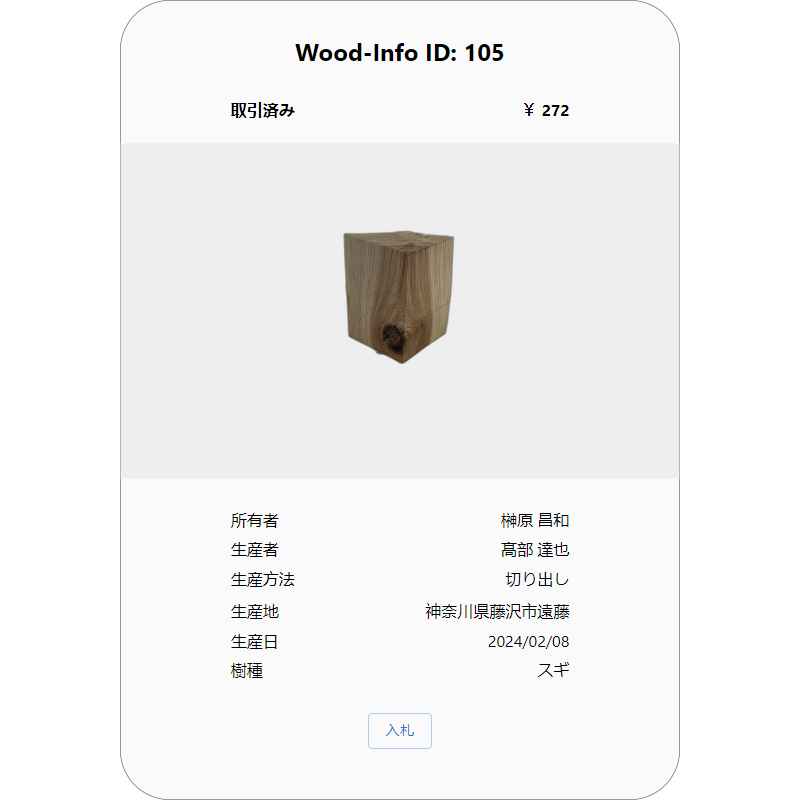 Wood-Info ID: 105
取引済み ¥ 272
所有者 榊原 昌和
生産者 髙部 達也
生産方法 切り出し
生産地 神奈川県藤沢市遠藤
生産日 2024/02/08
樹種 スギ
入札